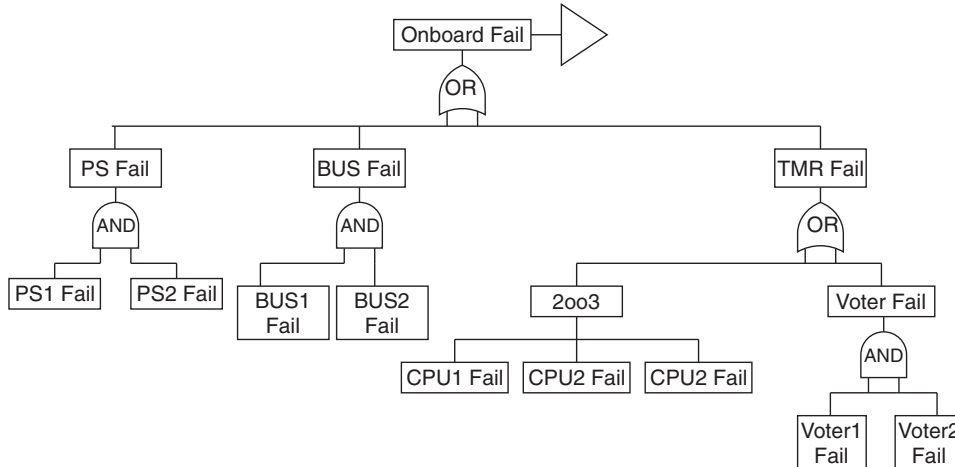 Onboard Fail
OR
PS Fail
BUS Fail
TMR Fail
AND
AND
OR
PS1 Fail
PS2 Fail
BUS1
Fail
BUS2
Fail
2oo3
Voter Fail
CPU1 Fail
CPU2 Fail
CPU2 Fail
AND
Voter1
Fail
Voter2
Fail